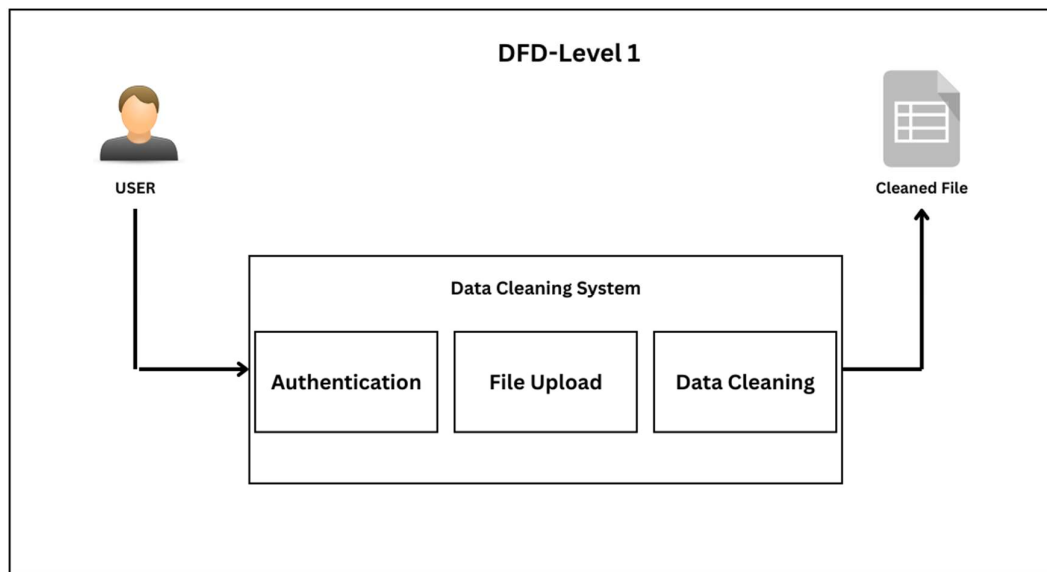 DFD-Level 1
USER
Cleaned File
Data Cleaning System
Authentication
File Upload
Data Cleaning